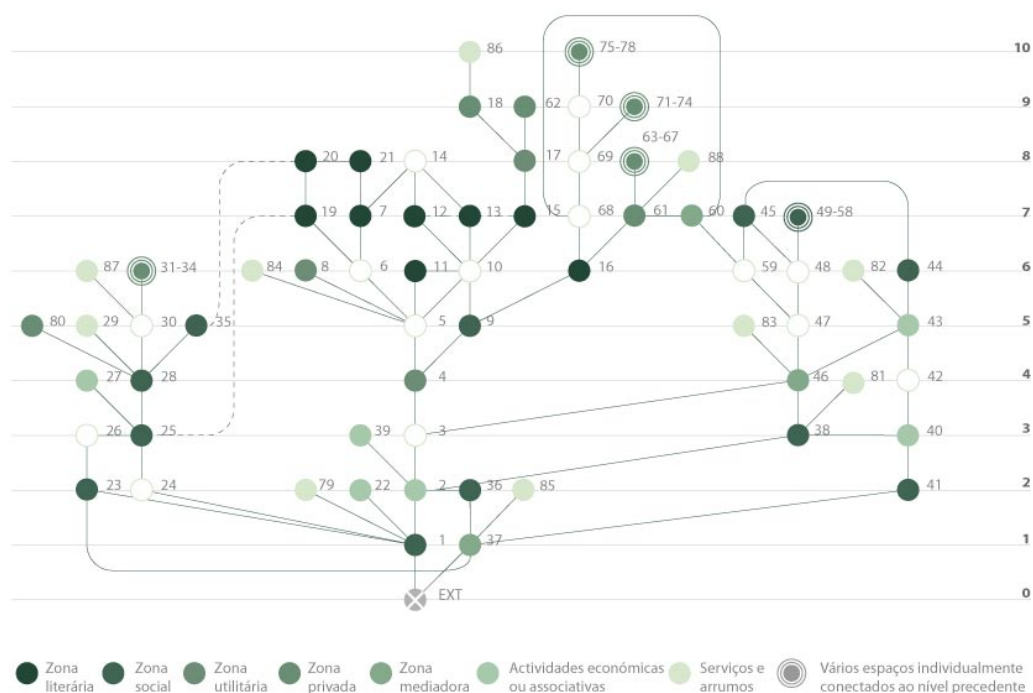 86 75-78 10
18 62 70 71-74 9
63-67
20 21 14 17 69 88 8
19 7 12 13 15 68 61 60 45 49-58 7
87 31-34 84 8 6 11 10 16 59 48 82 44 6
80 29 30 35 5 9 83 47 43 5
27 28 4 46 81 42 4
26 25 39 3 38 40 3
23 24 79 22 2 36 85 41 2
1 37 1
EXT 0
Zona
literária
Zona
social
Zona
utilitária
Zona
privada
Zona
mediadora
Actividades económicas
ou associativas
Serviços e
arrumos
Vários espaços individualmente
conectados ao nível precedente